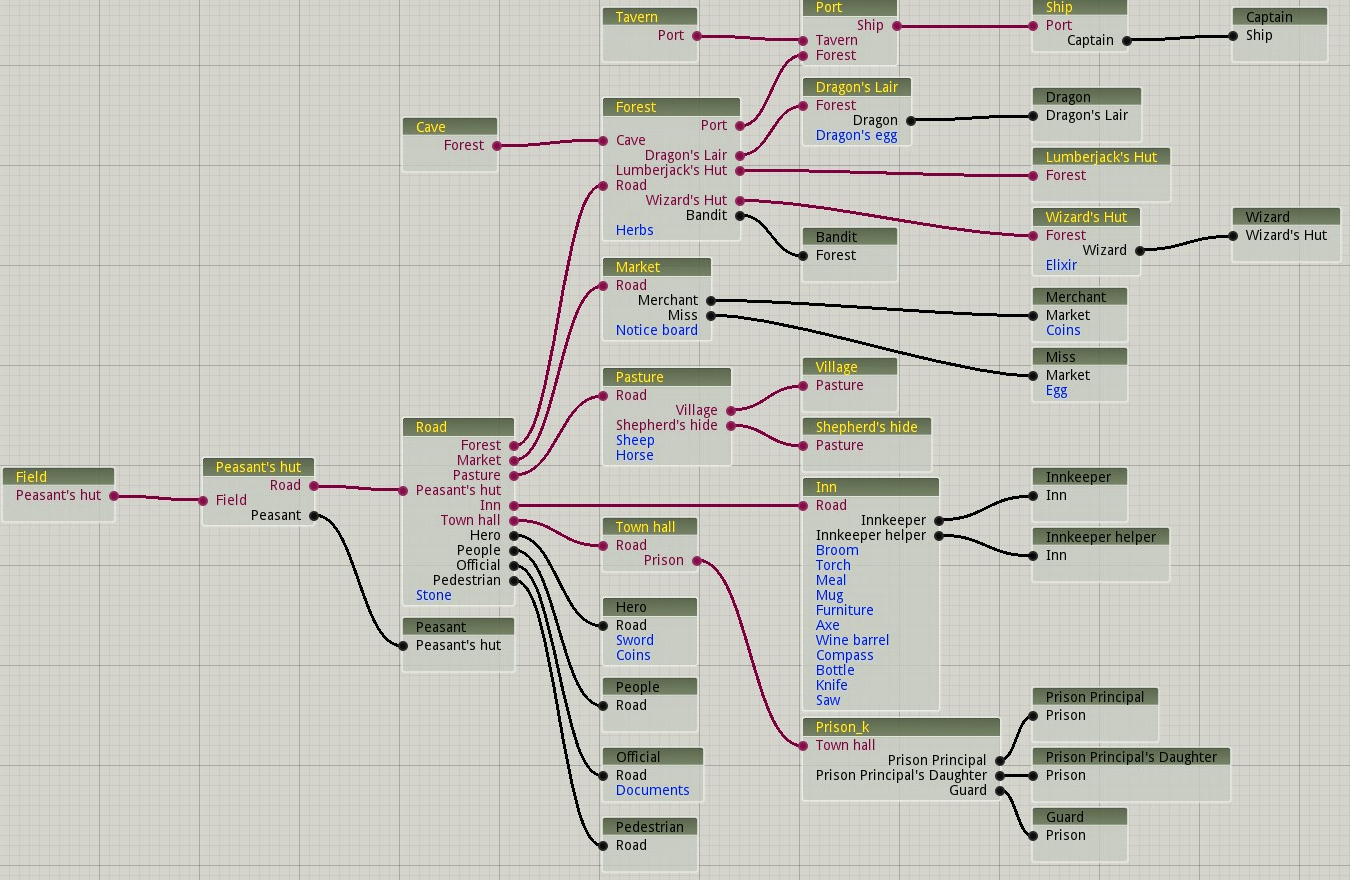 Tavern
Port
Port
Ship
Tavern
Forest
Ship
Port
Captain
Captain
Ship
Cave
Forest
Forest
Port
Cave
Dragon's Lair
Lumberjack's Hut
Road
Wizard's Hut
Bandit
Herbs
Dragon's Lair
Forest
Dragon
Dragon's egg
Dragon
Dragon's Lair
Lumberjack's Hut
Forest
Wizard's Hut
Forest
Wizard
Elixir
Wizard
Wizard's Hut
Bandit
Forest
Market
Road
Merchant
Miss
Notice board
Merchant
Market
Coins
Miss
Market
Egg
Pasture
Road
Village
Shepherd's hide
Sheep
Horse
Village
Pasture
Shepherd's hide
Pasture
Field
Peasant's hut
Peasant's hut
Road
Field
Peasant
Road
Forest
Market
Pasture
Peasant's hut
Inn
Town hall
Hero
People
Official
Pedestrian
Stone
Peasant
Peasant's hut
Town hall
Road
Prison
Hero
Road
Sword
Coins
People
Road
Official
Road
Documents
Pedestrian
Road
Inn
Road
Innkeeper
Innkeeper helper
Broom
Torch
Meal
Mug
Furniture
Axe
Wine barrel
Compass
Bottle
Knife
Saw
Innkeeper
Inn
Innkeeper helper
Inn
Prison_k
Town hall
Prison Principal
Prison Principal's Daughter
Guard
Prison Principal
Prison
Prison Principal's Daughter
Prison
Guard
Prison